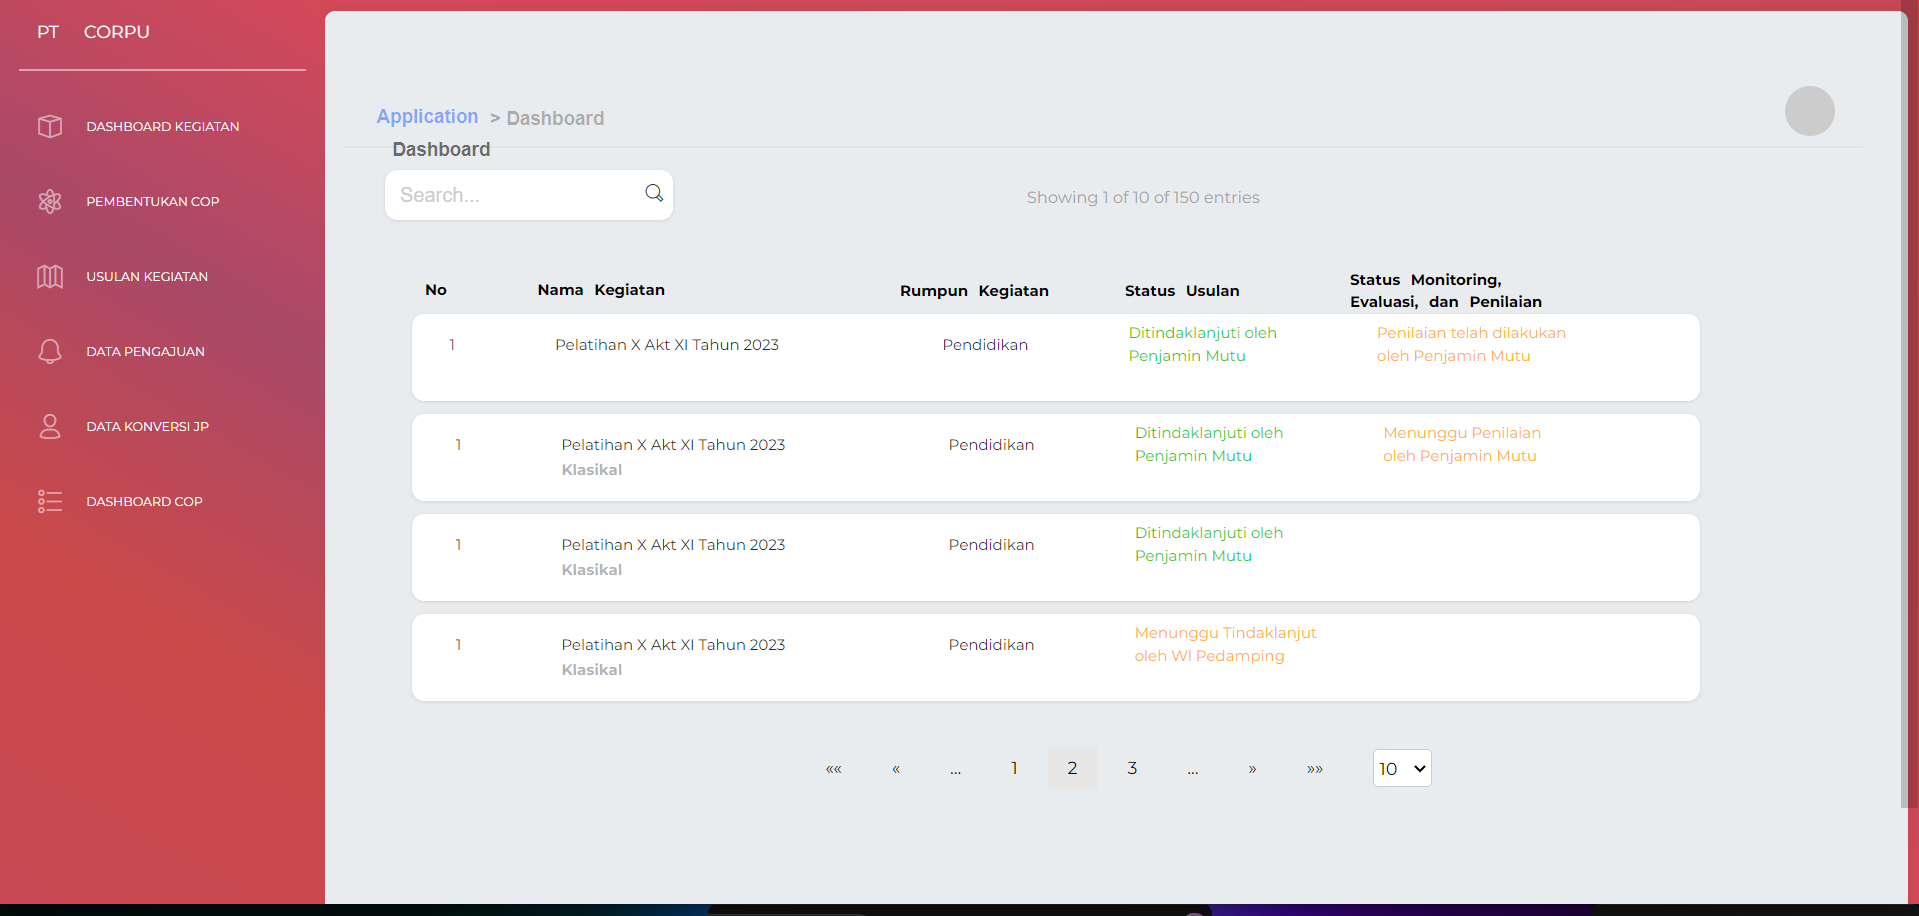 PT CORPU
DASHBOARD KEGIATAN
PEMBENTUKAN COP
USULAN KEGIATAN
DATA PENGAJUAN
DATA KONVERSI JP
DASHBOARD COP
Application > Dashboard
Dashboard
Search...
Showing 1 of 10 of 150 entries
No
Nama Kegiatan
Rumpun Kegiatan
Status Usulan
Status Monitoring,
Evaluasi, dan Penilaian
1
Pelatihan X Akt XI Tahun 2023
Pendidikan
Ditindaklanjuti oleh
Penjamin Mutu
Penilaian telah dilakukan
oleh Penjamin Mutu
1
Pelatihan X Akt XI Tahun 2023
Klasikal
Pendidikan
Ditindaklanjuti oleh
Penjamin Mutu
Menunggu Penilaian
oleh Penjamin Mutu
1
Pelatihan X Akt XI Tahun 2023
Klasikal
Pendidikan
Ditindaklanjuti oleh
Penjamin Mutu
1
Pelatihan X Akt XI Tahun 2023
Klasikal
Pendidikan
Menunggu Tindaklanjut
oleh WI Pedamping
«« « ... 1 2 3 ... » »» 10